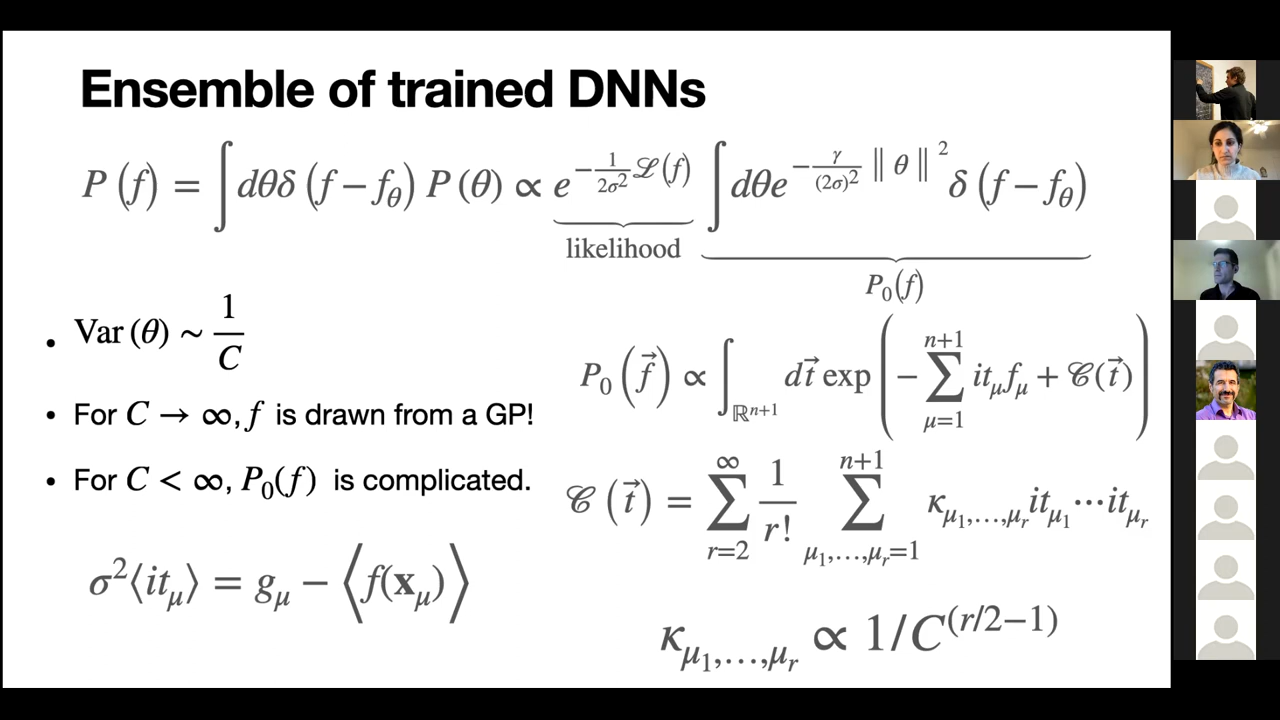 Ensemble of trained DNNs
P (f) = ∫ dθδ (f − f_θ) P (θ) ∝ e^{−\frac{1}{2σ^2} ℒ(f)} ∫ dθe^{−\frac{γ}{(2σ)^2} ‖ θ ‖^2} δ (f − f_θ)
likelihood
P_0(f)
• Var (θ) ∼ \frac{1}{C}
• For C → ∞, f is drawn from a GP!
• For C < ∞, P_0(f) is complicated.
σ^2⟨it_μ⟩ = g_μ − ⟨f(𝐱_μ)⟩
P_0 (\vec{f}) ∝ ∫_{ℝ^{n+1}} d\vec{t} exp (− ∑_{μ=1}^{n+1} it_μ f_μ + 𝒞(\vec{t}))
𝒞 (\vec{t}) = ∑_{r=2}^{∞} \frac{1}{r!} ∑_{μ_1,…,μ_r=1}^{n+1} κ_{μ_1,…,μ_r} it_{μ_1}⋯it_{μ_r}
κ_{μ_1,…,μ_r} ∝ 1/C^{(r/2−1)}